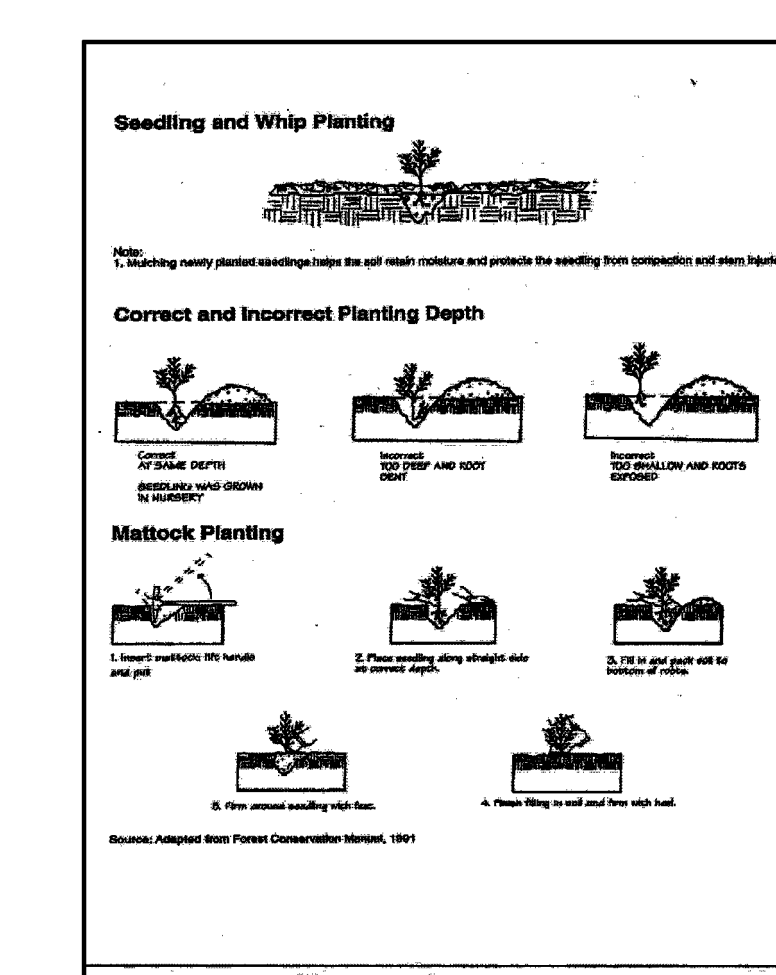 Seedling and Whip Planting
Note:
1. Mulching newly planted seedlings helps the soil retain moisture and protects the seedling from compaction and stem
Correct and Incorrect Planting Depth
Correct
AT SAME DEPTH
SEEDLING WAS GROWN
IN NURSERY
Incorrect
TOO DEEP AND ROOT
Incorrect
TOO SHALLOW AND ROOTS
EXPOSED
Mattock Planting
1. Insert mattock; lift handle
and pull
2. Place seedling along straight side
at correct depth.
3. Fill in and pack soil to
bottom of roots.
5. Firm around seedling with feet.
4. Finish filling in soil and firm with heel.
Source: Adapted from Forest Conservation Manual, 1991